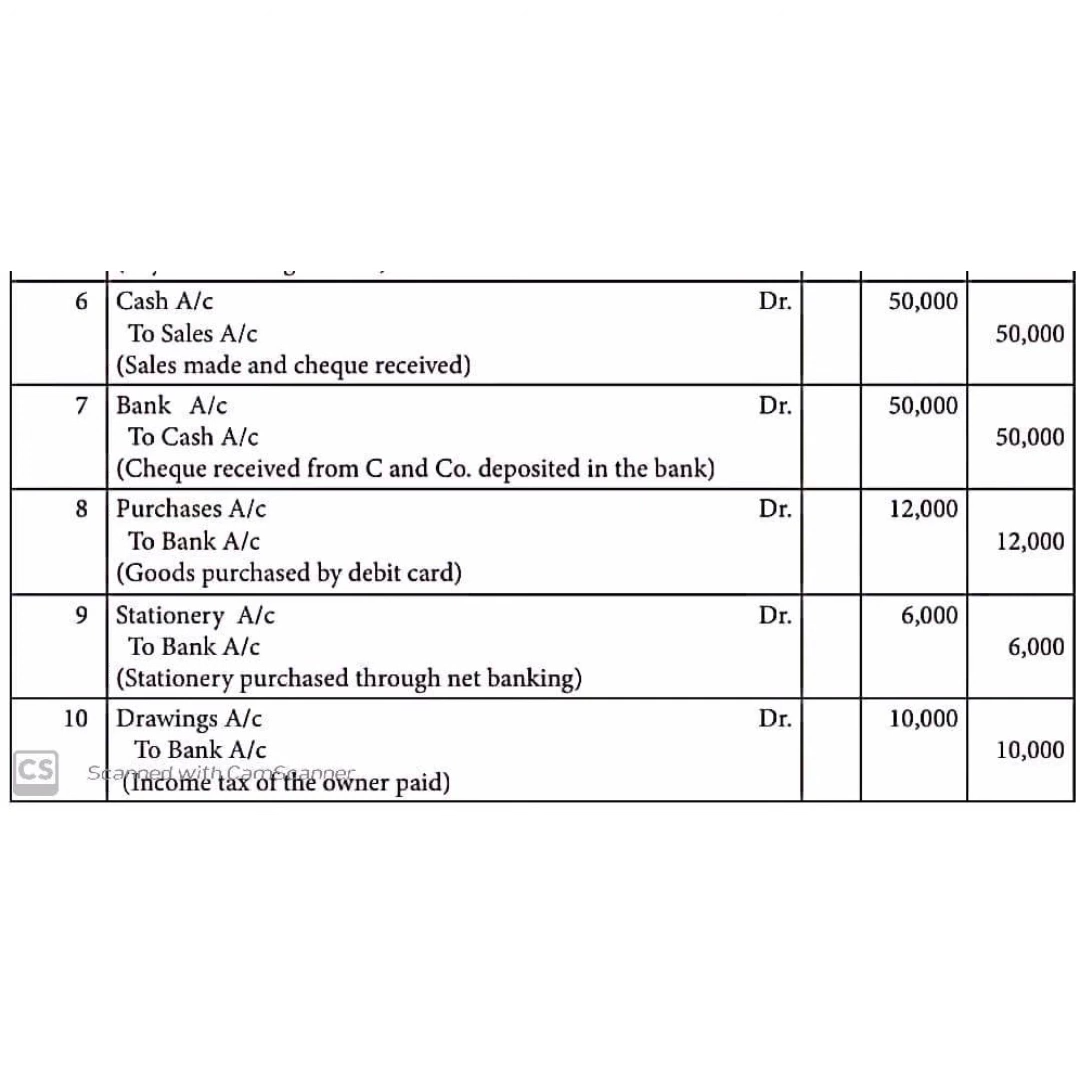 6 Cash A/c Dr. 50,000
To Sales A/c 50,000
(Sales made and cheque received)
7 Bank A/c Dr. 50,000
To Cash A/c 50,000
(Cheque received from C and Co. deposited in the bank)
8 Purchases A/c Dr. 12,000
To Bank A/c 12,000
(Goods purchased by debit card)
9 Stationery A/c Dr. 6,000
To Bank A/c 6,000
(Stationery purchased through net banking)
10 Drawings A/c Dr. 10,000
To Bank A/c 10,000
CS Scanned with CamScanner
(Income tax of the owner paid)